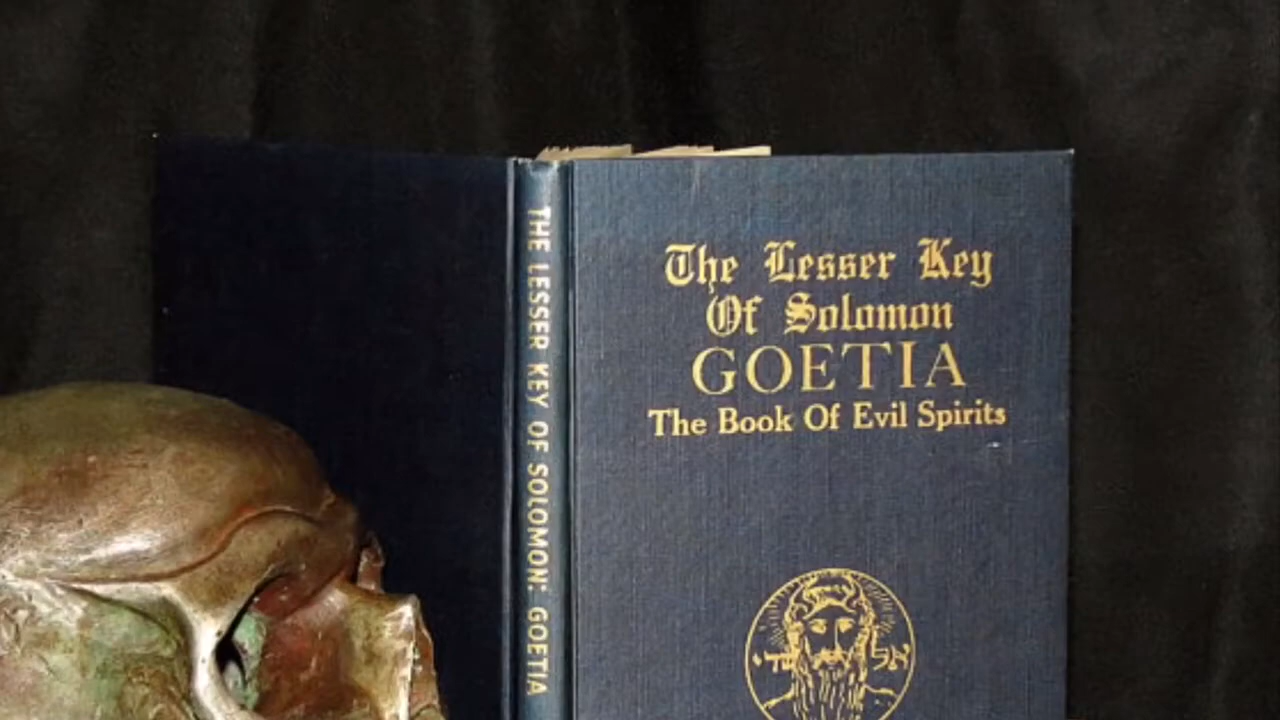 THE LESSER KEY OF SOLOMON: GOETIA
The Lesser Key
Of Solomon
GOETIA
The Book Of Evil Spirits